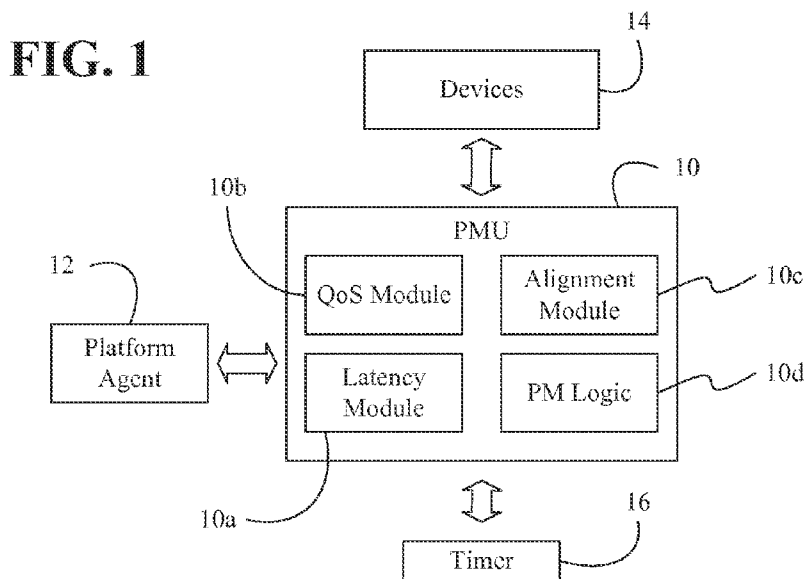 FIG. 1
14
Devices
10
10b
PMU
12
QoS Module
Alignment
Module
10c
Platform
Agent
Latency
Module
PM Logic
10d
10a
16
Timer